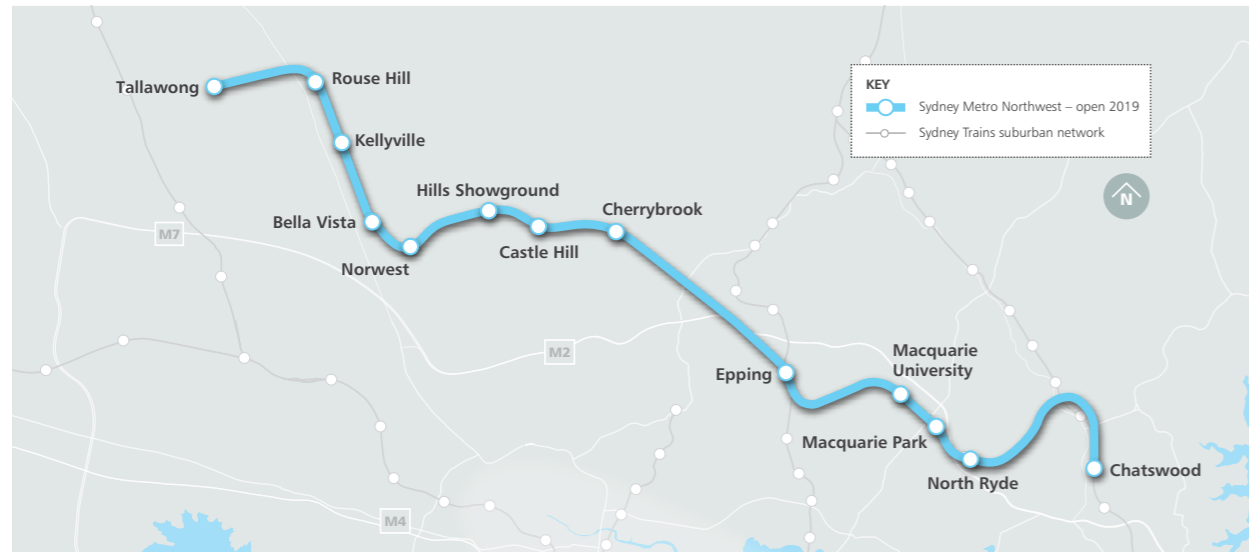 KEY
Sydney Metro Northwest – open 2019
Sydney Trains suburban network
N
Tallawong
Rouse Hill
Kellyville
Hills Showground
Cherrybrook
Bella Vista
M7
Castle Hill
Norwest
M2
Macquarie
University
Epping
Macquarie Park
North Ryde
Chatswood
M4